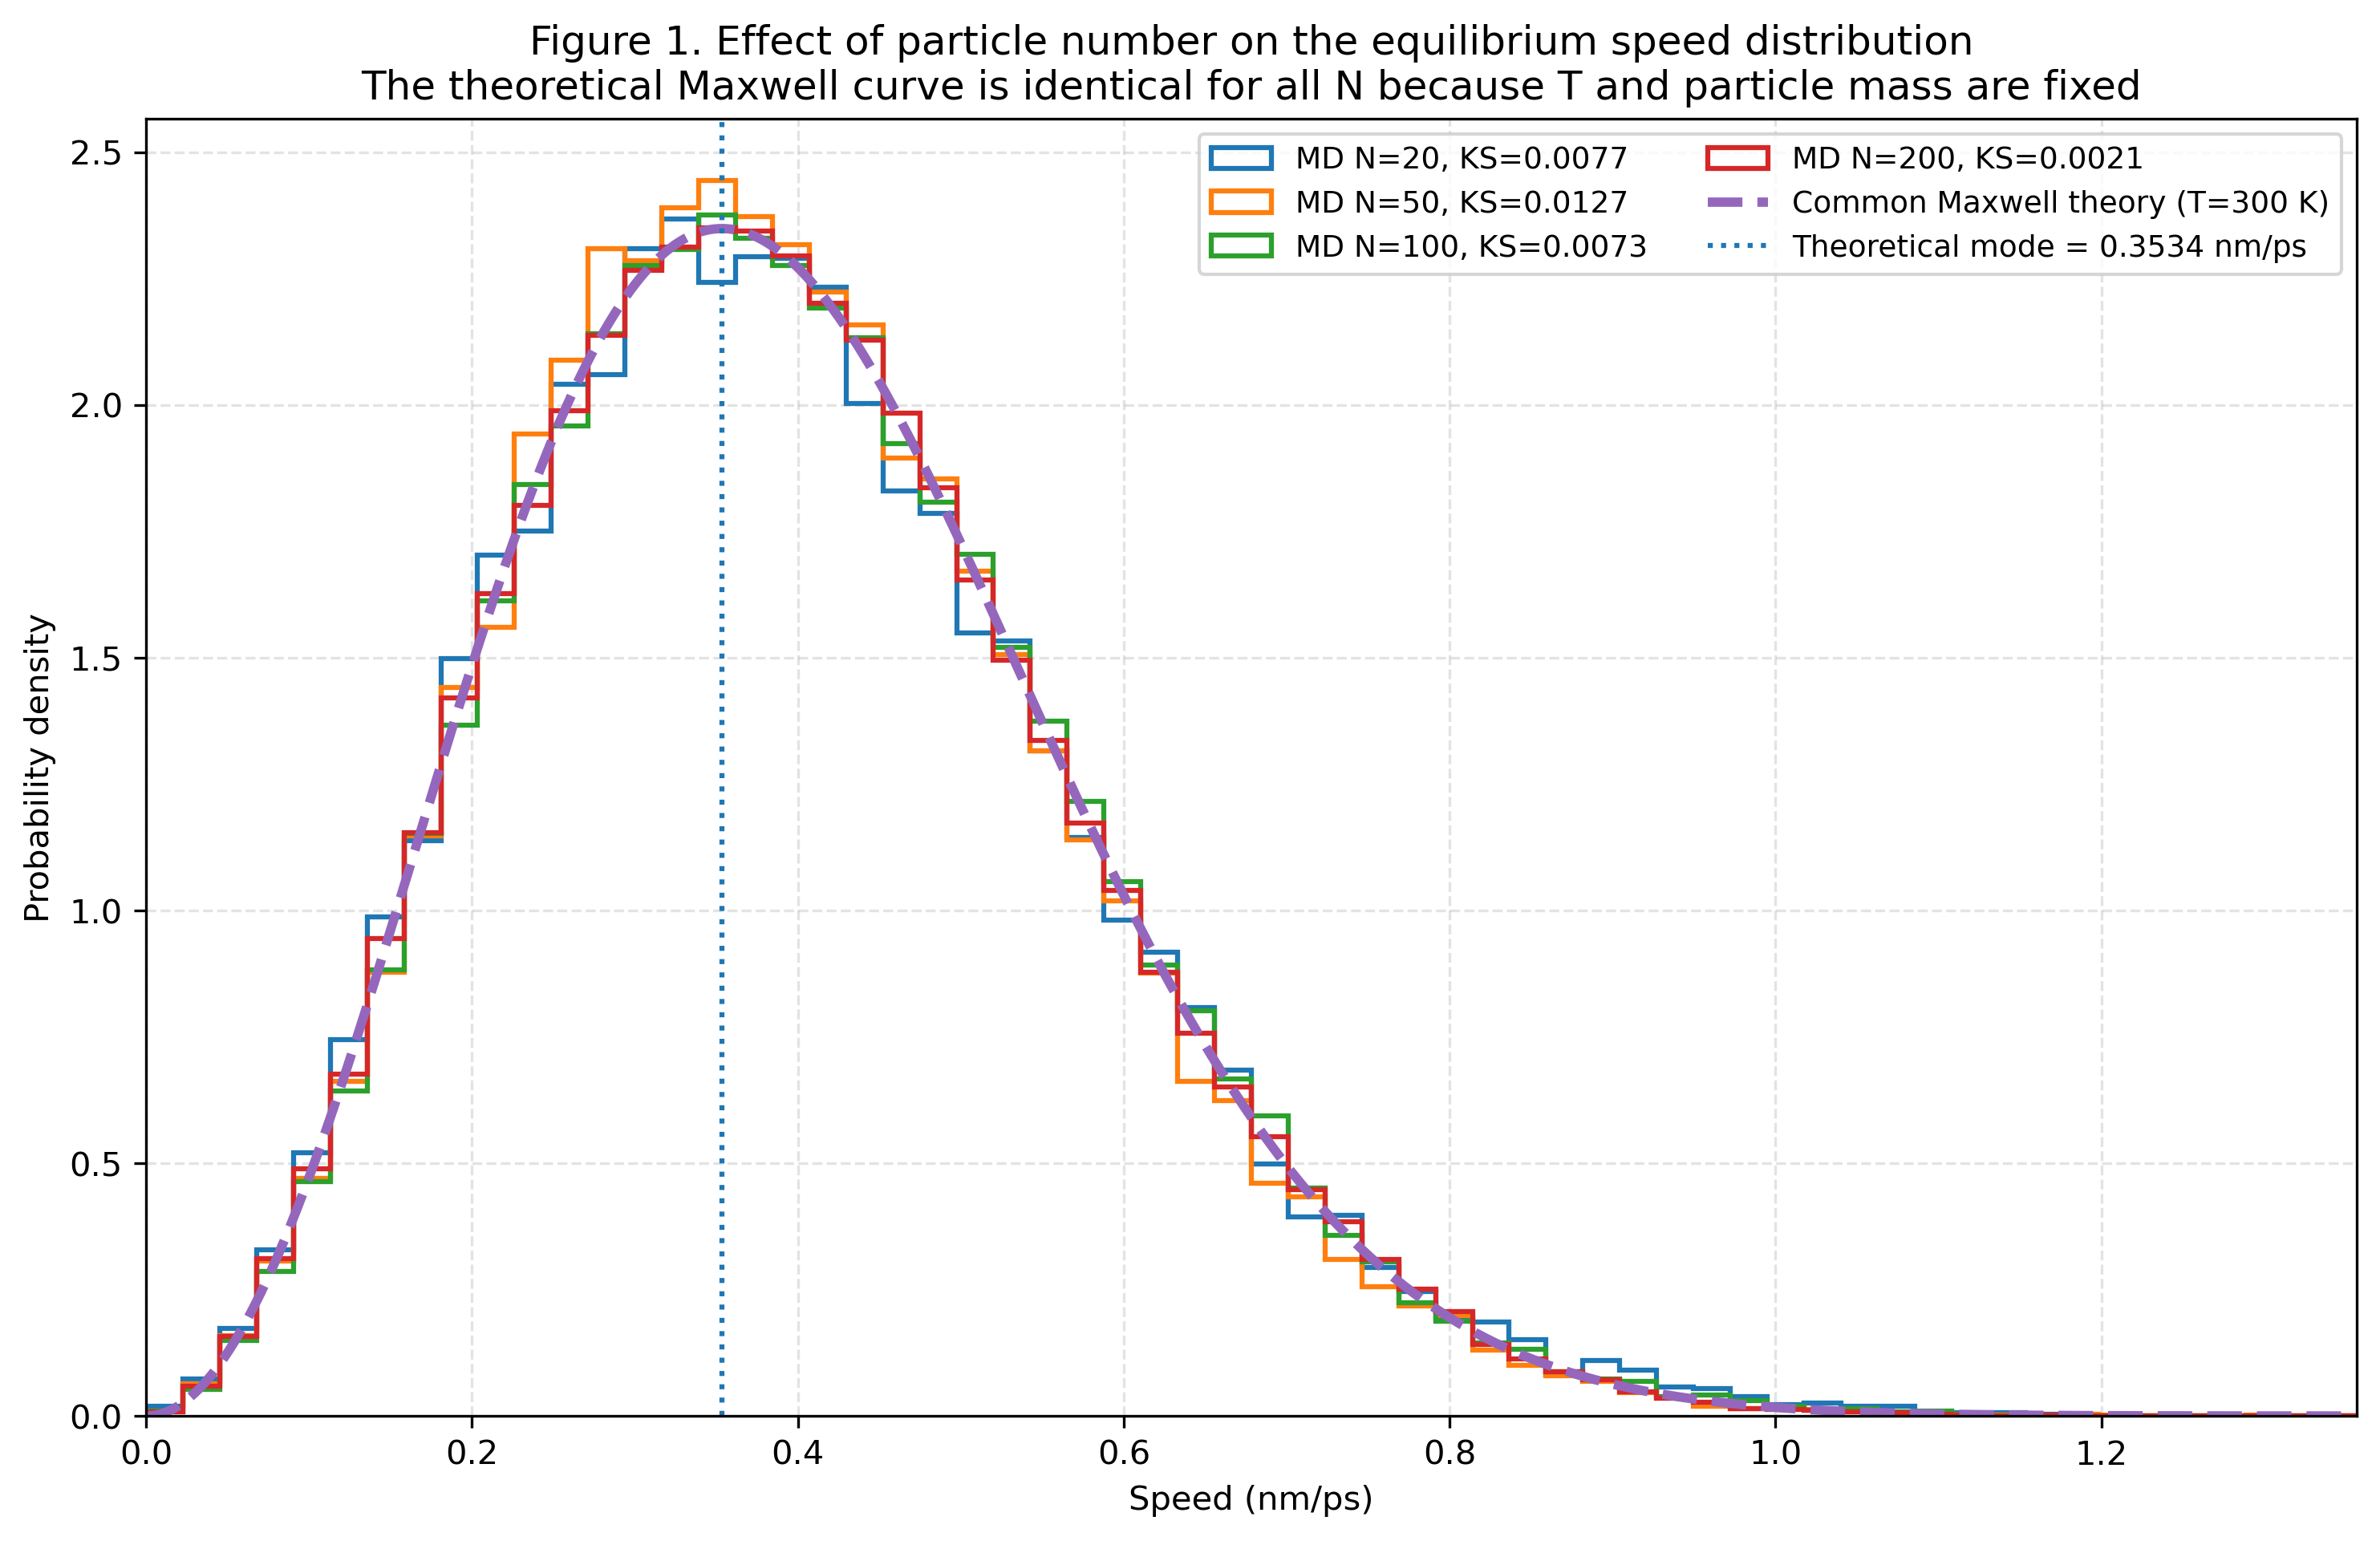 Figure 1. Effect of particle number on the equilibrium speed distribution
The theoretical Maxwell curve is identical for all N because T and particle mass are fixed
MD N=20, KS=0.0077
MD N=50, KS=0.0127
MD N=100, KS=0.0073
MD N=200, KS=0.0021
Common Maxwell theory (T=300 K)
Theoretical mode = 0.3534 nm/ps
Probability density
2.5
2.0
1.5
1.0
0.5
0.0
0.0 0.2 0.4 0.6 0.8 1.0 1.2
Speed (nm/ps)